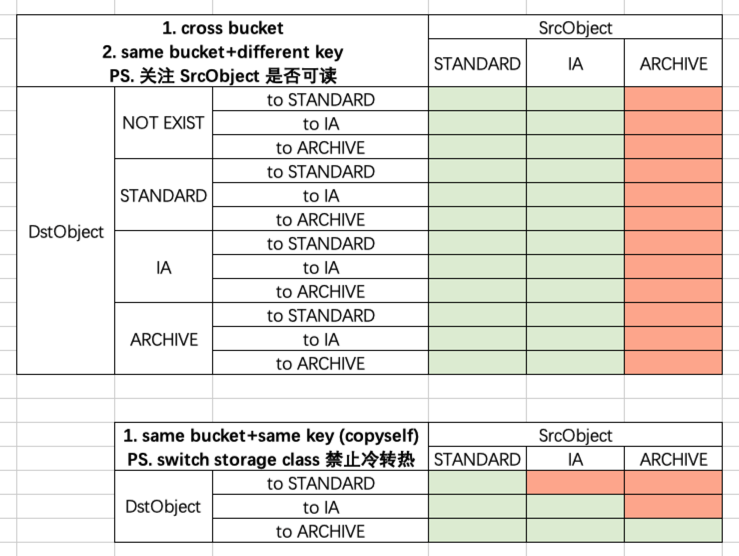 1. cross bucket
2. same bucket+different key
PS. 关注 SrcObject 是否可读
SrcObject
STANDARD IA ARCHIVE
DstObject
NOT EXIST
to STANDARD
to IA
to ARCHIVE
STANDARD
to STANDARD
to IA
to ARCHIVE
IA
to STANDARD
to IA
to ARCHIVE
ARCHIVE
to STANDARD
to IA
to ARCHIVE
1. same bucket+same key (copyself)
PS. switch storage class 禁止冷转热
SrcObject
STANDARD IA ARCHIVE
DstObject
to STANDARD
to IA
to ARCHIVE